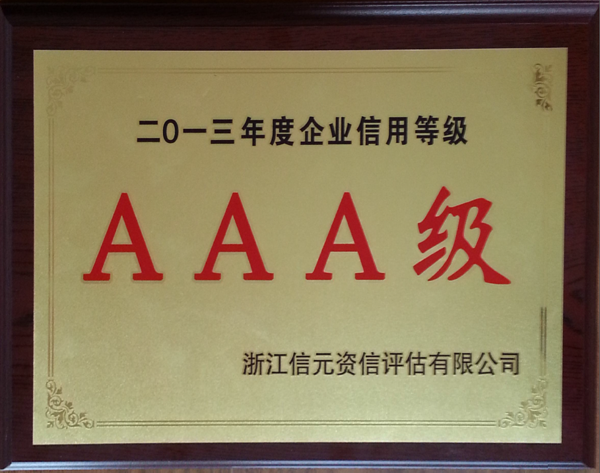 二〇一三年度企业信用等级
AAA级
浙江信元资信评估有限公司